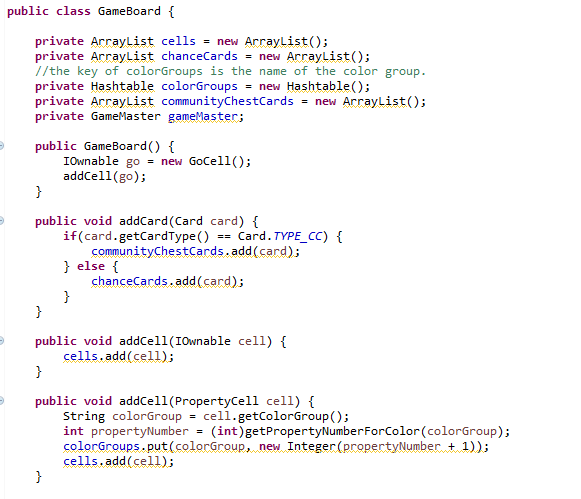 public class GameBoard {
private ArrayList cells = new ArrayList();
private ArrayList chanceCards = new ArrayList();
//the key of colorGroups is the name of the color group.
private Hashtable colorGroups = new Hashtable();
private ArrayList communityChestCards = new ArrayList();
private GameMaster gameMaster;
public GameBoard() {
IOwnable go = new GoCell();
addCell(go);
}
public void addCard(Card card) {
if(card.getCardType() == Card.TYPE_CC) {
communityChestCards.add(card);
} else {
chanceCards.add(card);
}
}
public void addCell(IOwnable cell) {
cells.add(cell);
}
public void addCell(PropertyCell cell) {
String colorGroup = cell.getColorGroup();
int propertyNumber = (int)getPropertyNumberForColor(colorGroup);
colorGroups.put(colorGroup, new Integer(propertyNumber + 1));
cells.add(cell);
}